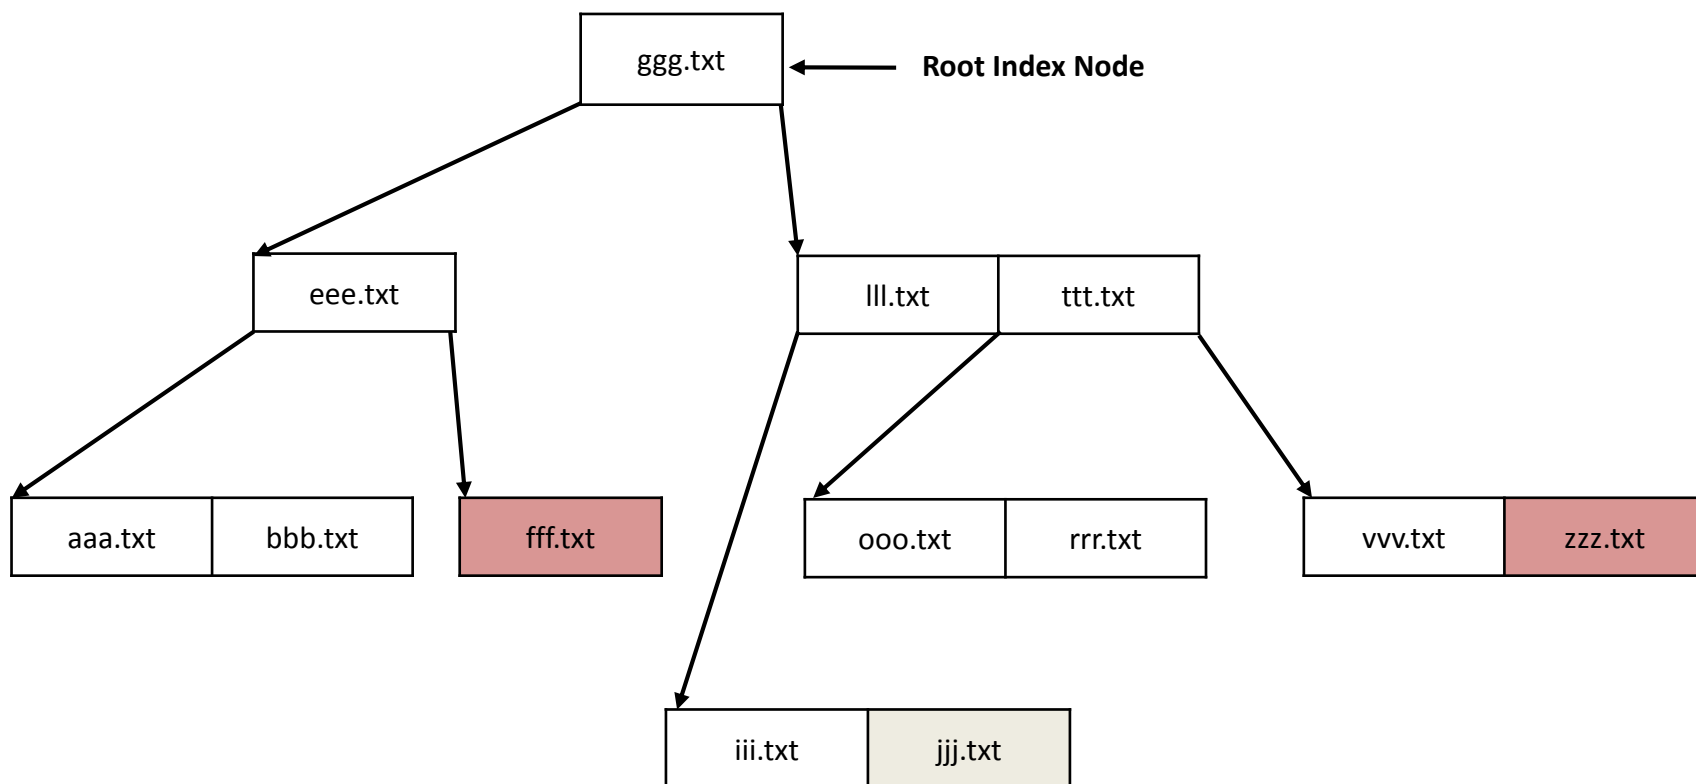 ggg.txt
Root Index Node
eee.txt
lll.txt
ttt.txt
aaa.txt
bbb.txt
fff.txt
ooo.txt
rrr.txt
vvv.txt
zzz.txt
iii.txt
jjj.txt